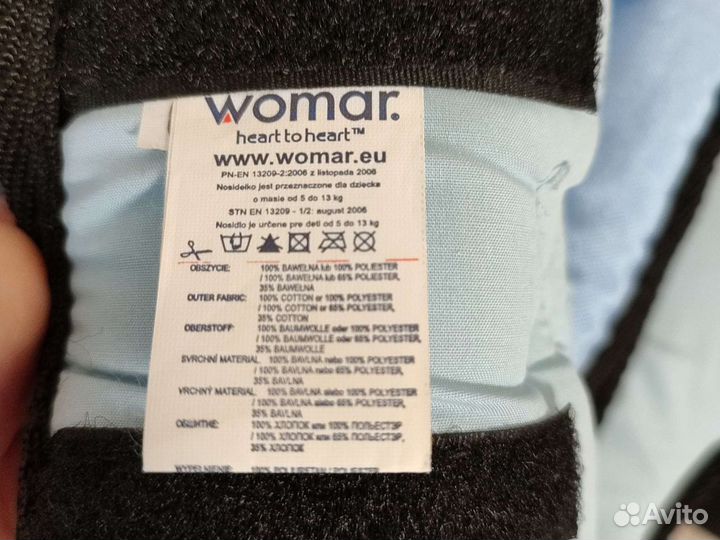 womar.
heart to heart™
www.womar.eu
PN-EN 13209-2:2006 z listopada 2006
Nosidełko jest przeznaczone dla dziecka
o masie od 5 do 13 kg
STN EN 13209 - 1/2: august 2006
Nosidlo je určene pre deti od 5 do 13 kg
OBSZYCIE: 100% BAWEŁNA lub 100% POLIESTER
/ 100% BAWEŁNA lub 65% POLIESTER,
35% BAWEŁNA
OUTER FABRIC: 100% COTTON or 100% POLYESTER
/ 100% COTTON or 65% POLYESTER,
35% COTTON
OBERSTOFF: 100% BAUMWOLLE oder 100% POLYESTER
/ 100% BAUMWOLLE oder 65% POLYESTER,
35% BAUMWOLLE
SVRCHNÍ MATERIAL: 100% BAVLNA nebo 100% POLYESTER
/ 100% BAVLNA nebo 65% POLYESTER,
35% BAVLNA
VRCHNÝ MATERIAL: 100% BAVLNA alebo 100% POLYESTER
/ 100% BAVLNA alebo 65% POLYESTER,
35% BAVLNA
100% ХЛОПОК или 100% ПОЛЬЕСТЭР
/ 100% ХЛОПОК или 65% ПОЛЬЕСТЭР,
35% ХЛОПОК
WYPEŁNIENIE: 100%
Avito